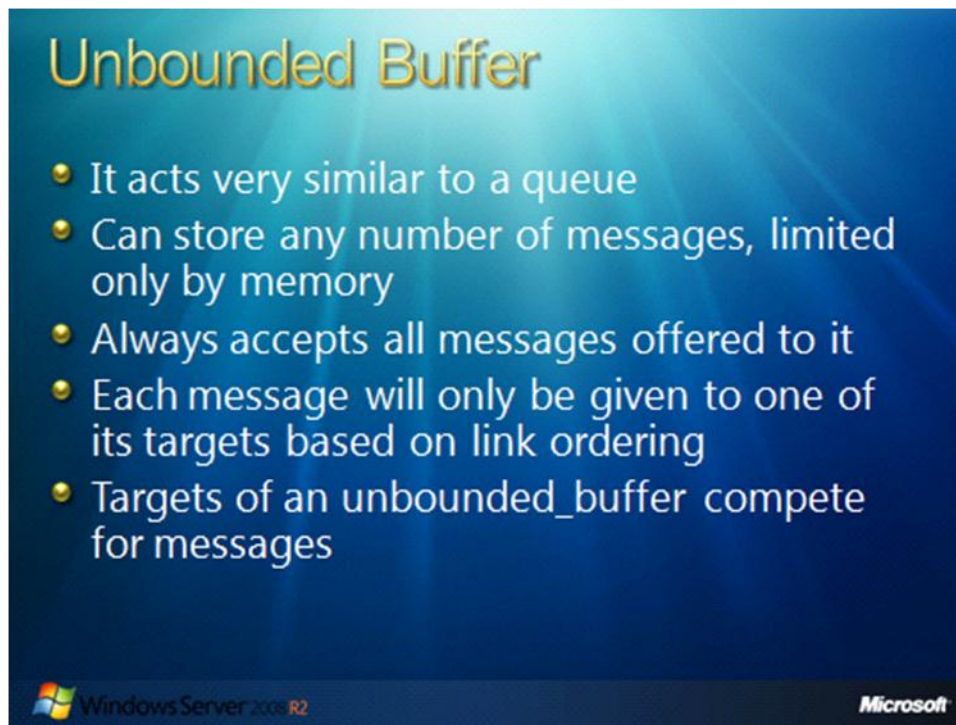 Unbounded Buffer
It acts very similar to a queue
Can store any number of messages, limited
only by memory
Always accepts all messages offered to it
Each message will only be given to one of
its targets based on link ordering
Targets of an unbounded_buffer compete
for messages
Windows Server 2008 R2
Microsoft